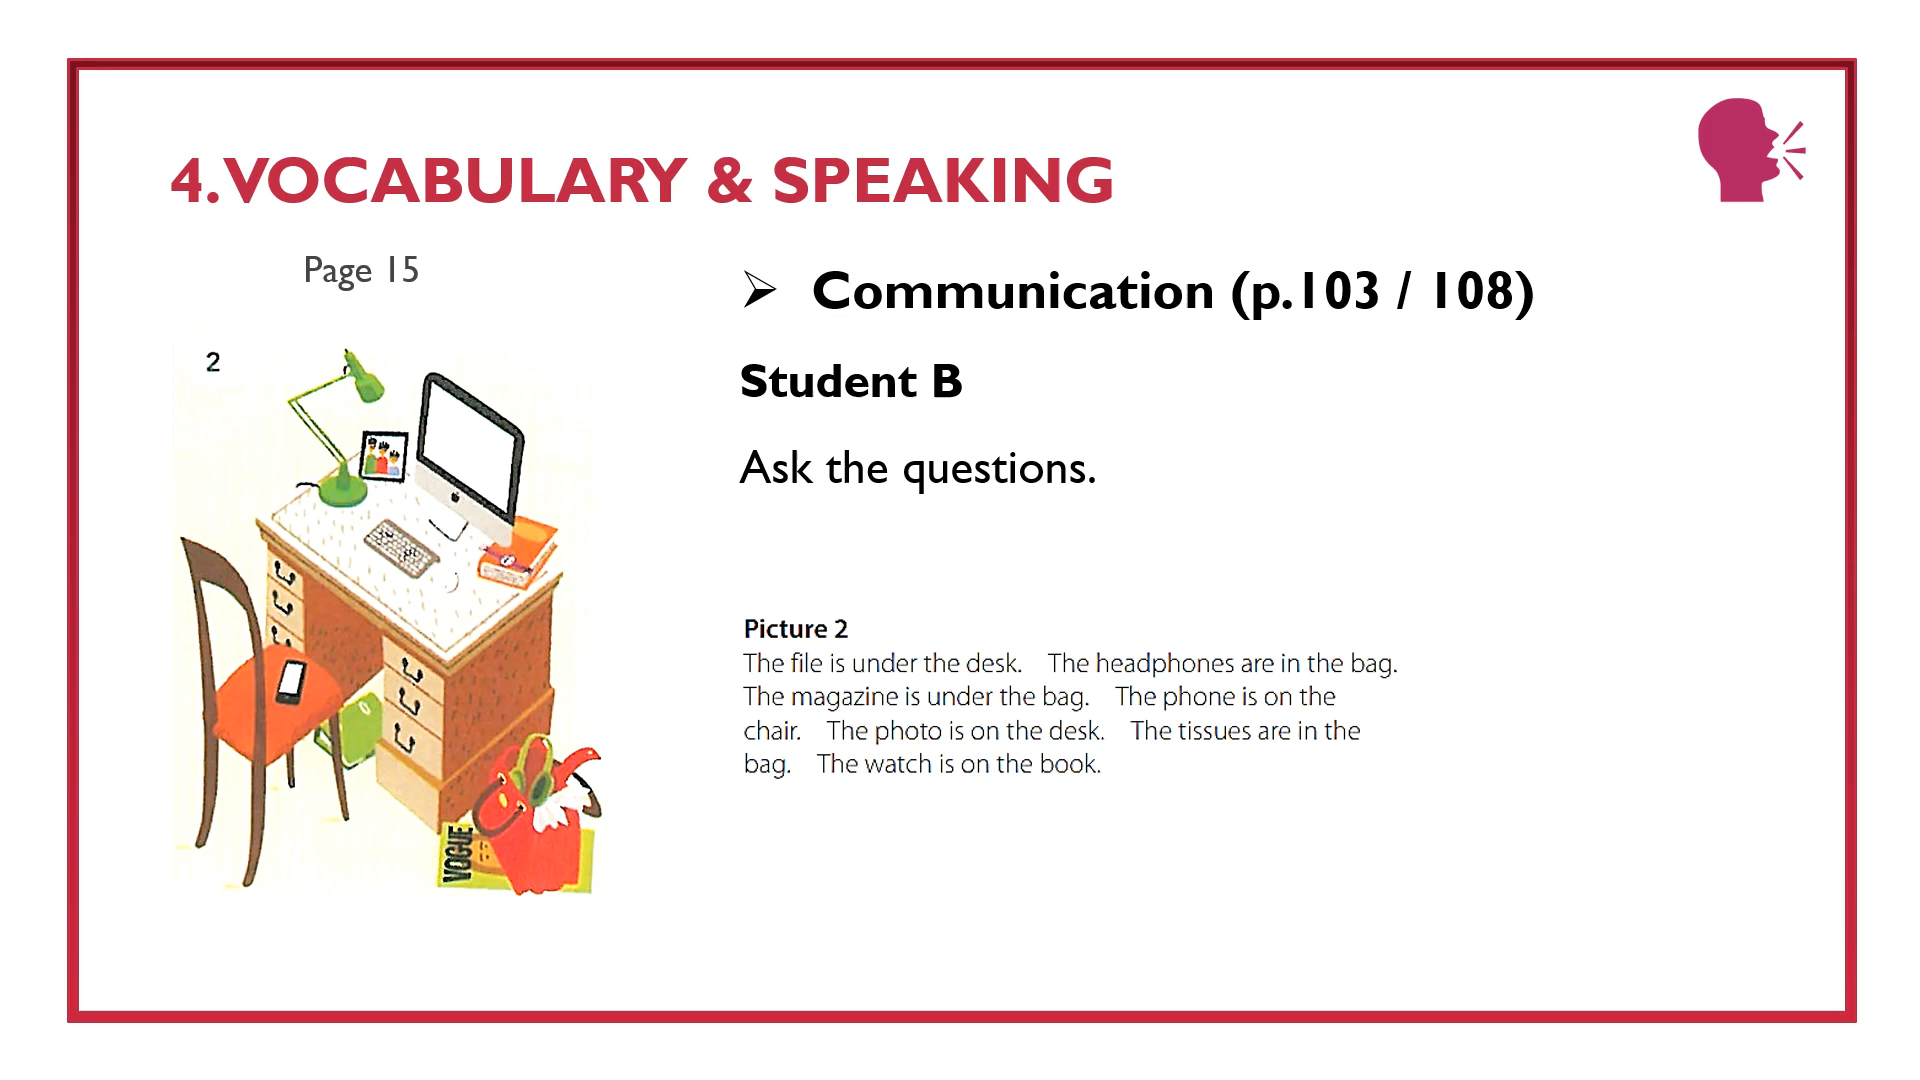 4. VOCABULARY & SPEAKING
Page 15
2
VOGUE
➢ Communication (p.103 / 108)
Student B
Ask the questions.
Picture 2
The file is under the desk. The headphones are in the bag.
The magazine is under the bag. The phone is on the
chair. The photo is on the desk. The tissues are in the
bag. The watch is on the book.